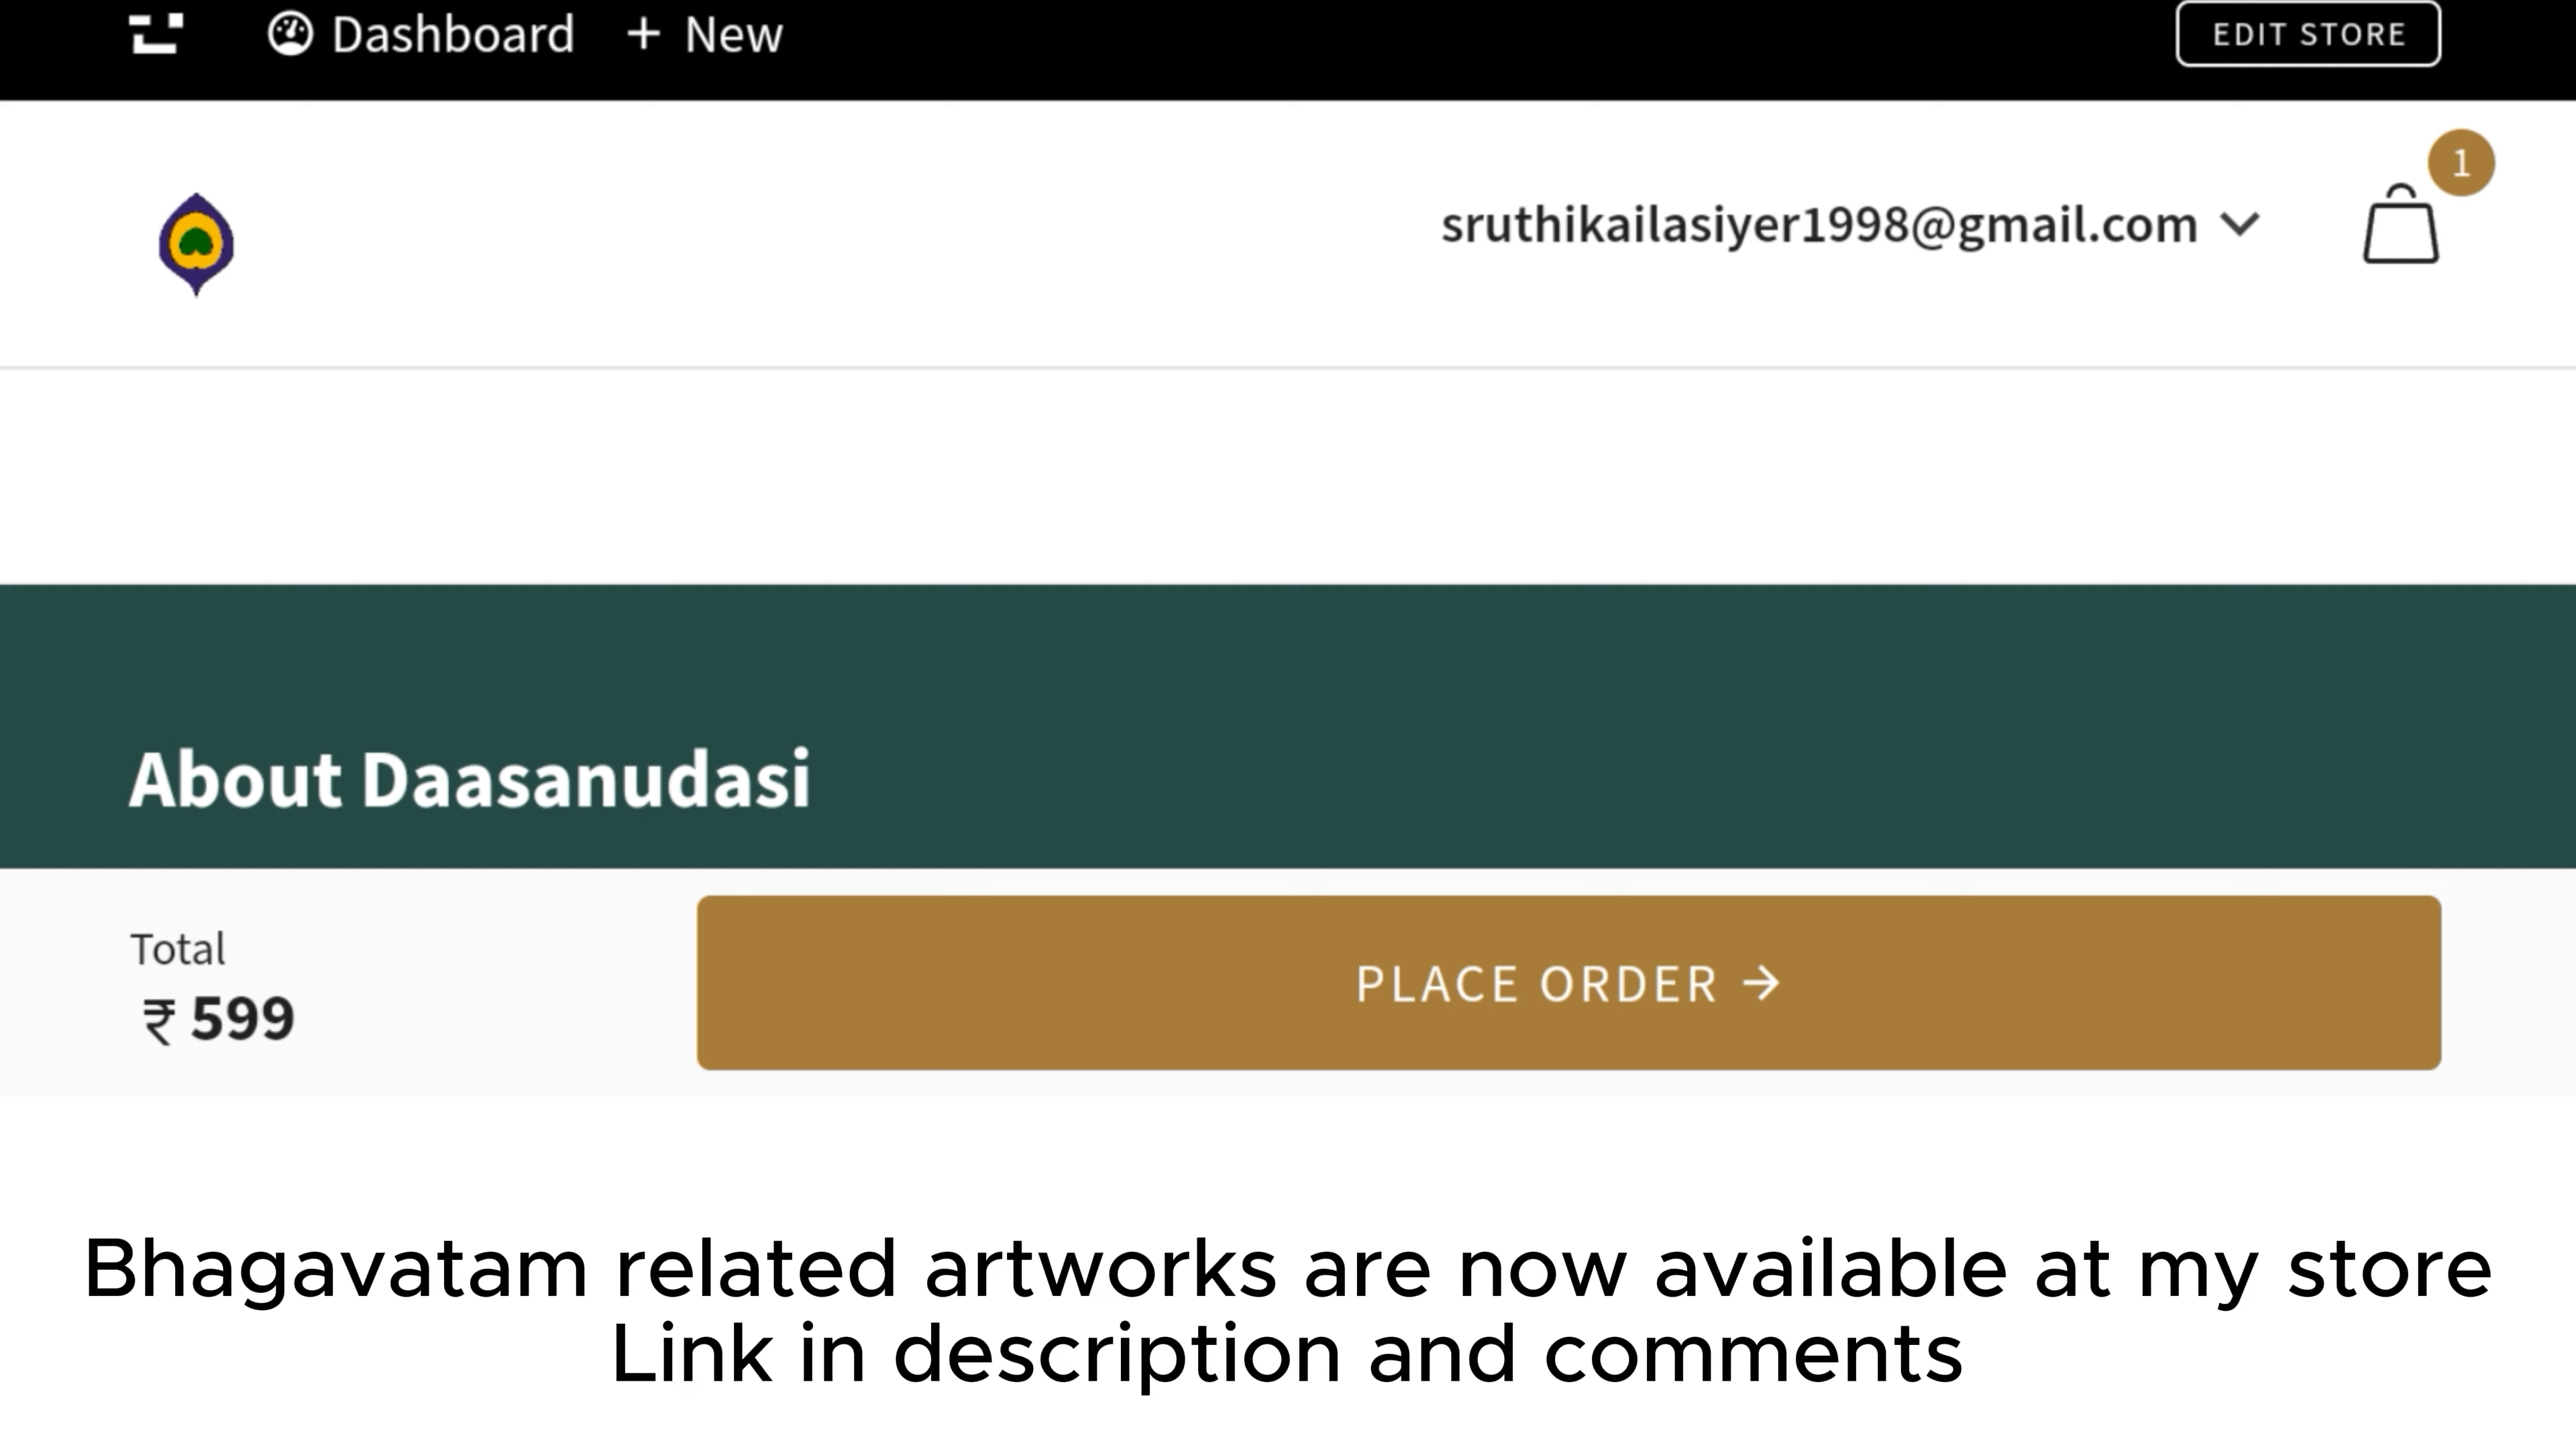 Dashboard + New EDIT STORE
1
sruthikailasiyer1998@gmail.com
About Daasanudasi
Total
₹ 599
PLACE ORDER →
Bhagavatam related artworks are now available at my store
Link in description and comments